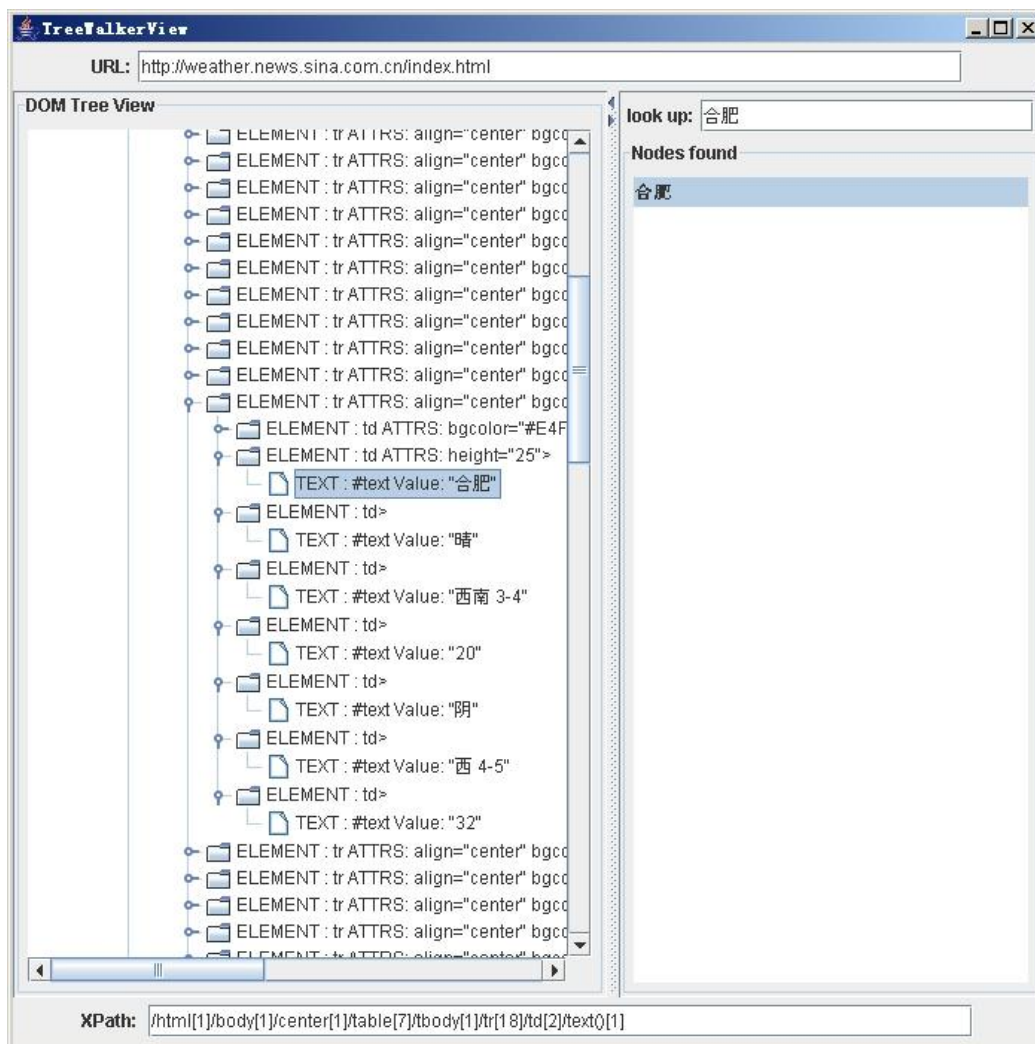 TreeWalkerView
URL: http://weather.news.sina.com.cn/index.html
DOM Tree View
ELEMENT : tr ATTRS: align="center" bgco
ELEMENT : tr ATTRS: align="center" bgco
ELEMENT : tr ATTRS: align="center" bgco
ELEMENT : tr ATTRS: align="center" bgco
ELEMENT : tr ATTRS: align="center" bgco
ELEMENT : tr ATTRS: align="center" bgco
ELEMENT : tr ATTRS: align="center" bgco
ELEMENT : tr ATTRS: align="center" bgco
ELEMENT : tr ATTRS: align="center" bgco
ELEMENT : tr ATTRS: align="center" bgco
ELEMENT : tr ATTRS: align="center" bgco
ELEMENT : td ATTRS: bgcolor="#E4F
ELEMENT : td ATTRS: height="25">
TEXT : #text Value: "合肥"
ELEMENT : td>
TEXT : #text Value: "晴"
ELEMENT : td>
TEXT : #text Value: "西南 3-4"
ELEMENT : td>
TEXT : #text Value: "20"
ELEMENT : td>
TEXT : #text Value: "阴"
ELEMENT : td>
TEXT : #text Value: "西 4-5"
ELEMENT : td>
TEXT : #text Value: "32"
ELEMENT : tr ATTRS: align="center" bgco
ELEMENT : tr ATTRS: align="center" bgco
ELEMENT : tr ATTRS: align="center" bgco
ELEMENT : tr ATTRS: align="center" bgco
ELEMENT : tr ATTRS: align="center" bgco
look up: 合肥
Nodes found
合肥
XPath: /html[1]/body[1]/center[1]/table[7]/tbody[1]/tr[18]/td[2]/text()[1]